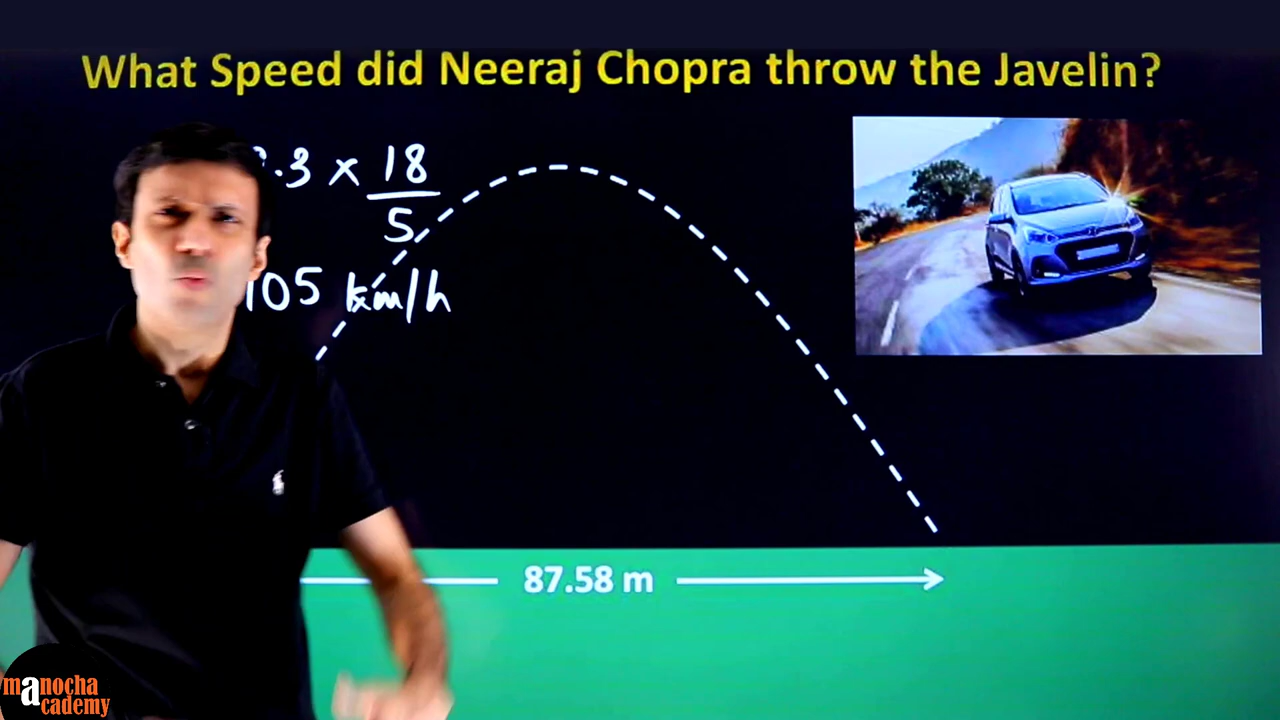 What Speed did Neeraj Chopra throw the Javelin?
.3 × 18
5
105 km/h
87.58 m
manocha
academy